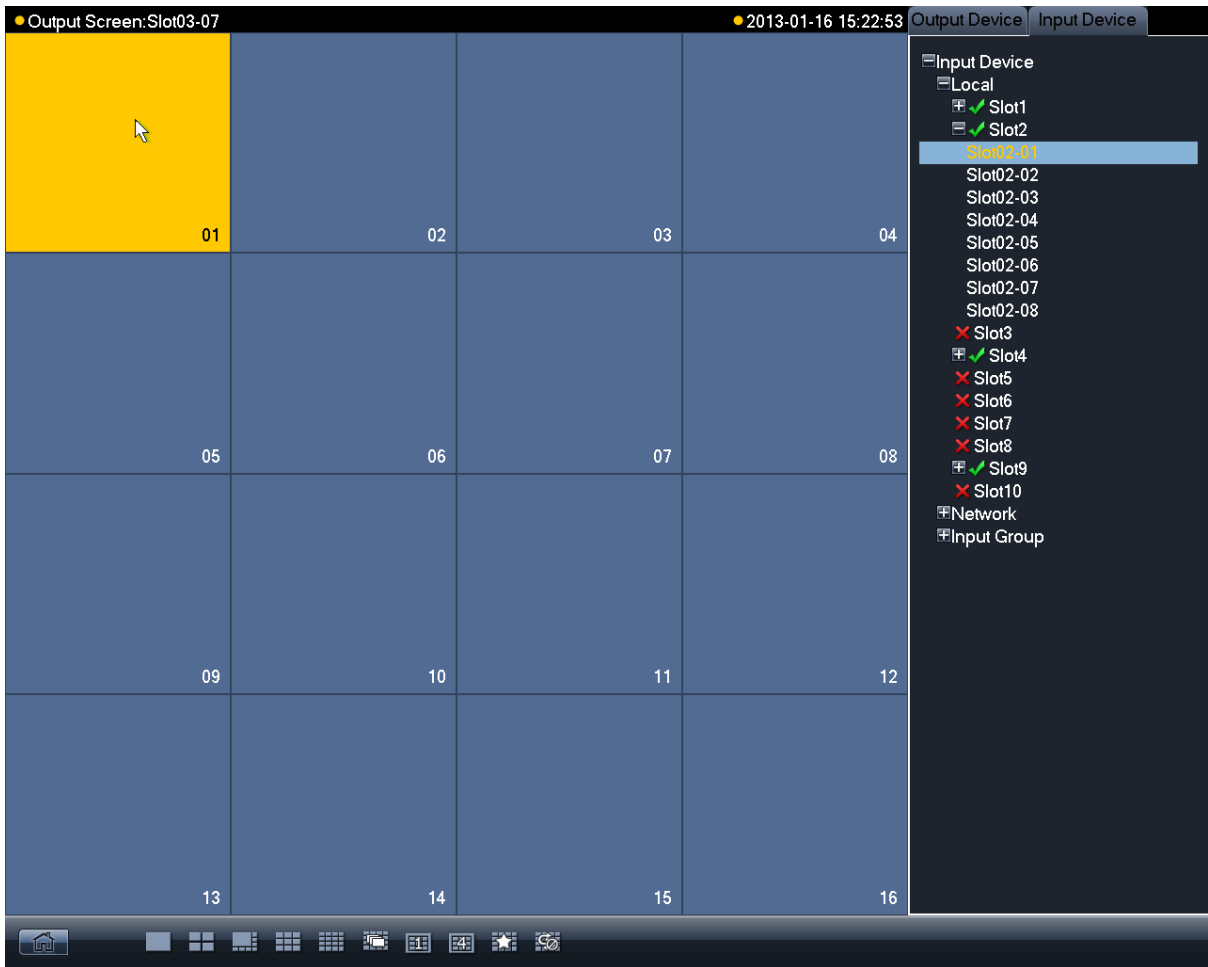 Output Screen:Slot03-07
2013-01-16 15:22:53
Output Device
Input Device
Input Device
Local
Slot1
Slot2
Slot02-01
Slot02-02
Slot02-03
Slot02-04
Slot02-05
Slot02-06
Slot02-07
Slot02-08
Slot3
Slot4
Slot5
Slot6
Slot7
Slot8
Slot9
Slot10
Network
Input Group
01
02
03
04
05
06
07
08
09
10
11
12
13
14
15
16
1
4